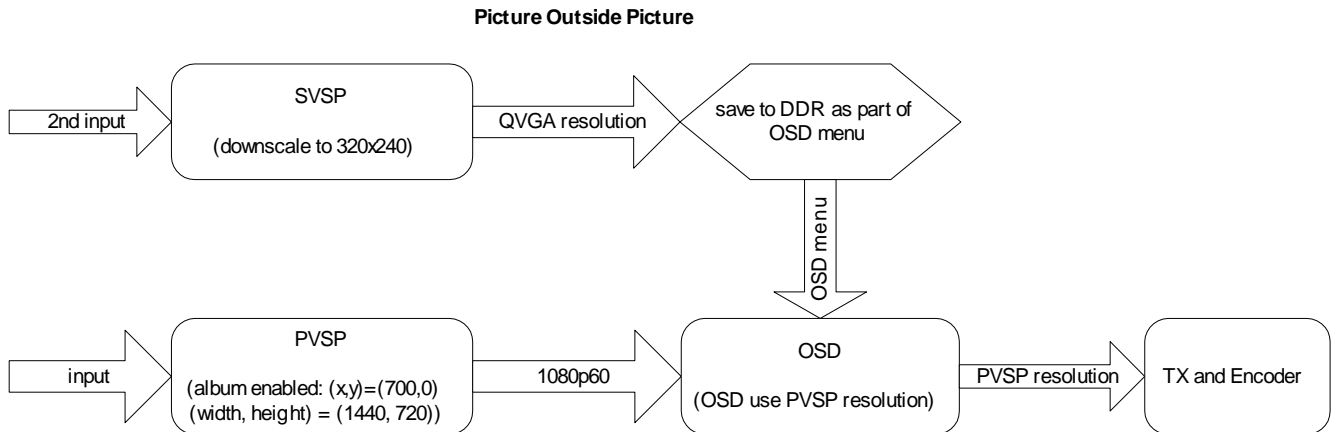 Picture Outside Picture
2nd input
SVSP
(downscale to 320x240)
QVGA resolution
save to DDR as part of
OSD menu
OSD menu
input
PVSP
(album enabled: (x,y)=(700,0)
(width, height) = (1440, 720))
1080p60
OSD
(OSD use PVSP resolution)
PVSP resolution
TX and Encoder